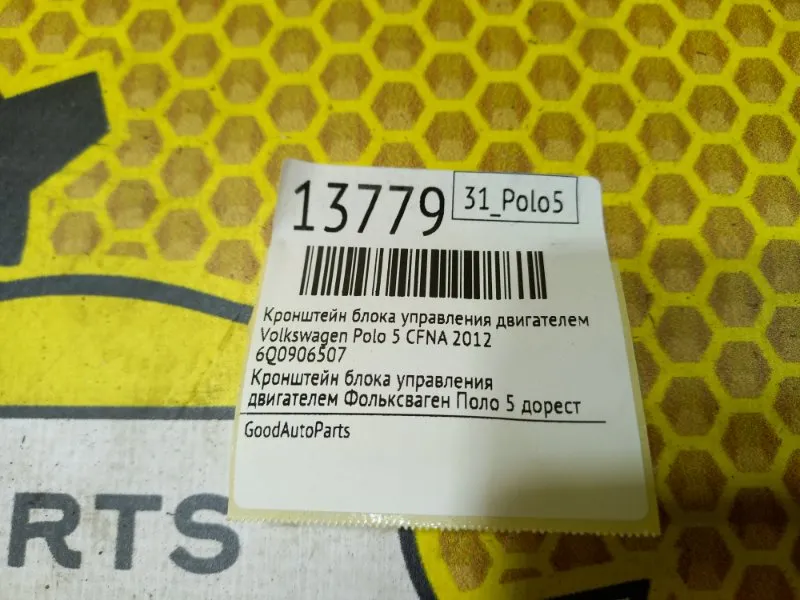 13779
31_Polo5
Кронштейн блока управления двигателем
Volkswagen Polo 5 CFNA 2012
6Q0906507
Кронштейн блока управления
двигателем Фольксваген Поло 5 дорест
GoodAutoParts
RTS